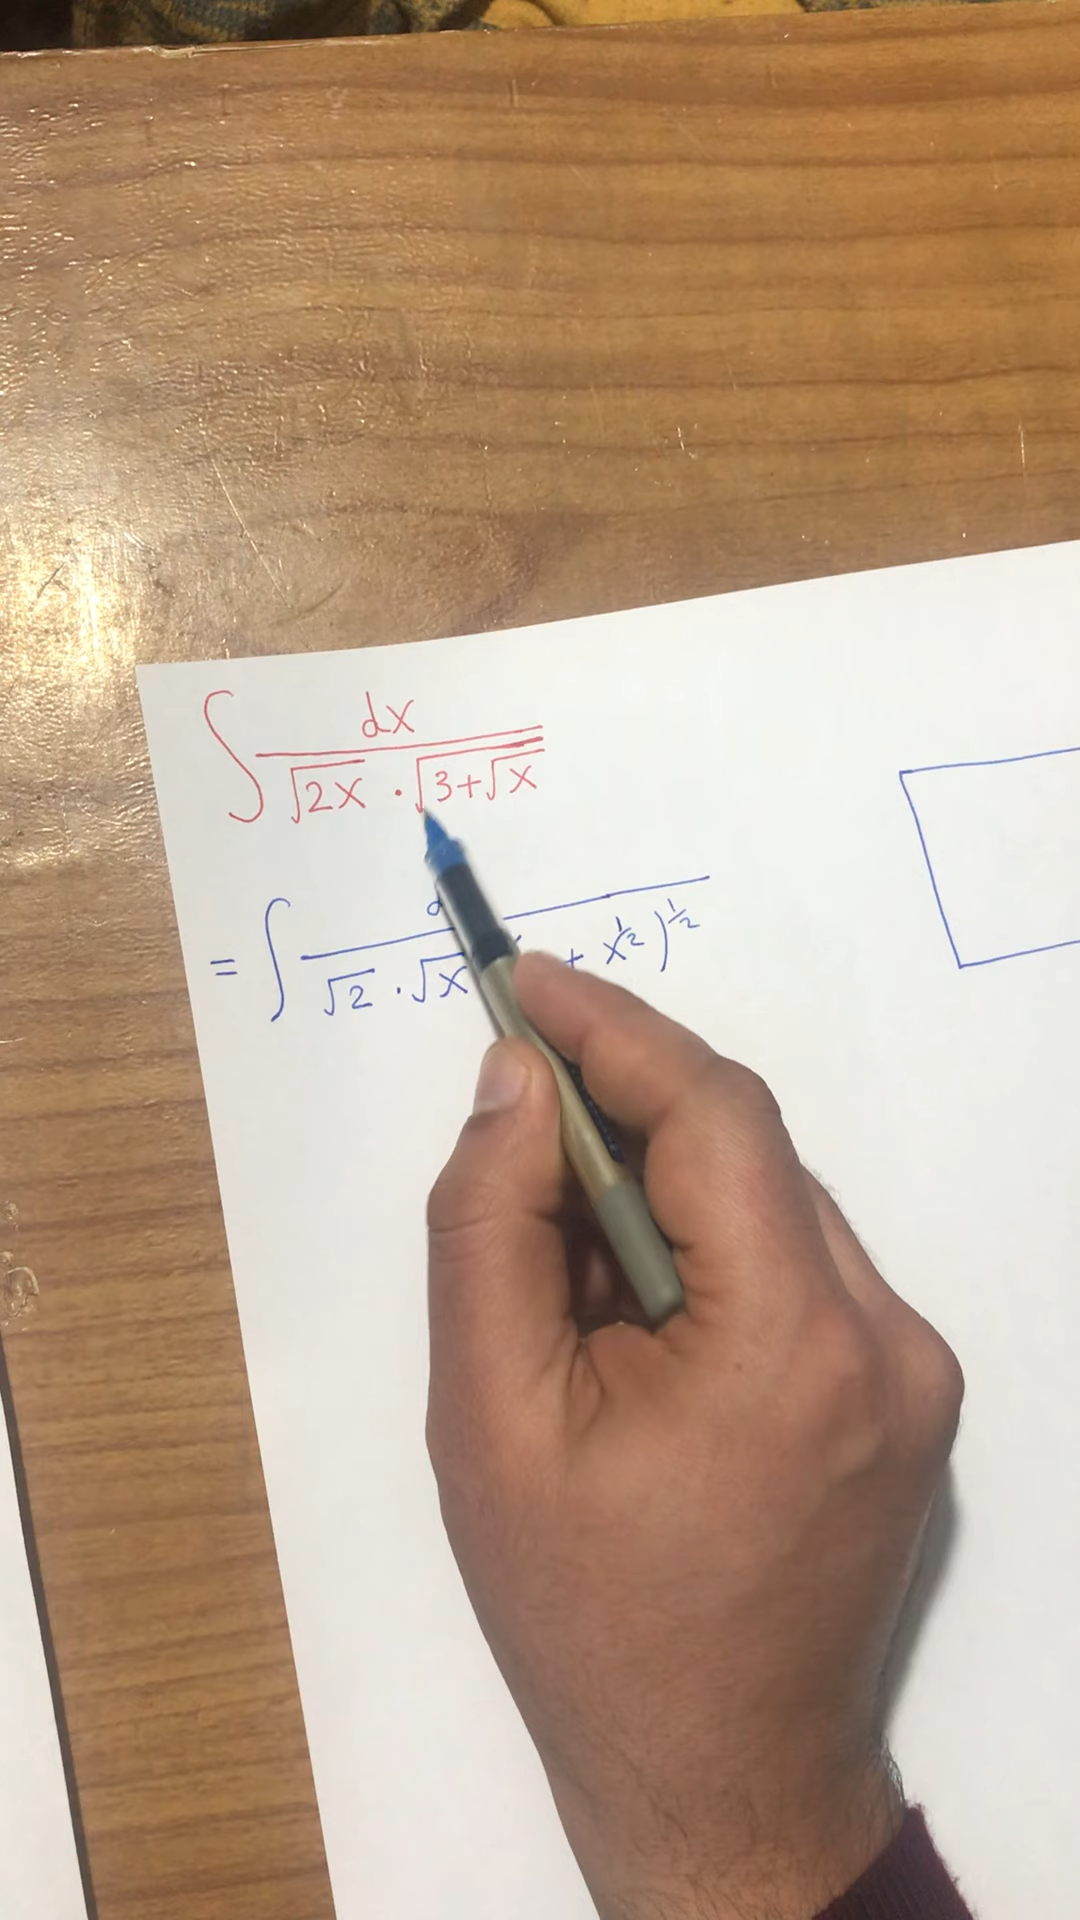 ∫ dx / (√2x · √(3+√x))
= ∫ d / (√2 · √x + x^(1/2))^(1/2)